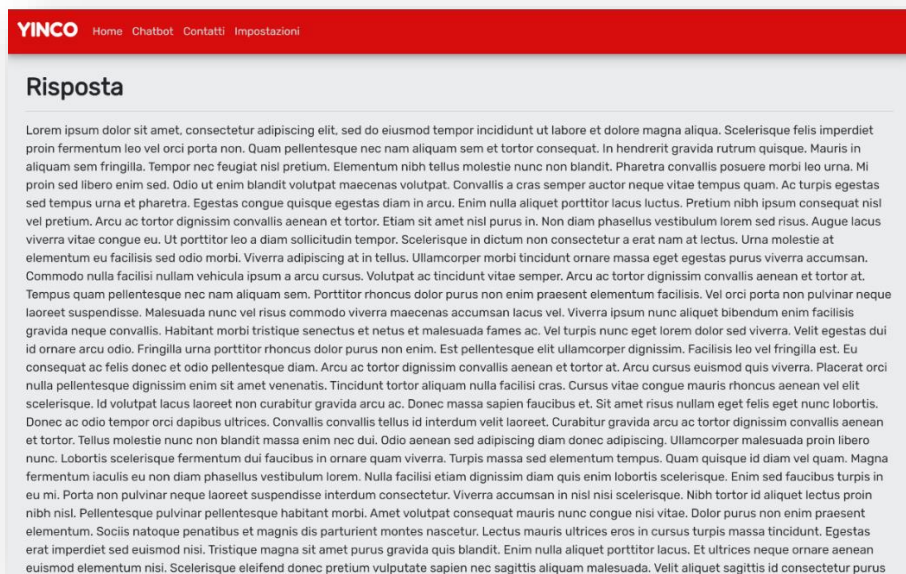 YINCO Home Chatbot Contatti Impostazioni
Risposta
Lorem ipsum dolor sit amet, consectetur adipiscing elit, sed do eiusmod tempor incididunt ut labore et dolore magna aliqua. Scelerisque felis imperdiet
proin fermentum leo vel orci porta non. Quam pellentesque nec nam aliquam sem et tortor consequat. In hendrerit gravida rutrum quisque. Mauris in
aliquam sem fringilla. Tempor nec feugiat nisl pretium. Elementum nibh tellus molestie nunc non blandit. Pharetra convallis posuere morbi leo urna. Mi
proin sed libero enim sed. Odio ut enim blandit volutpat maecenas volutpat. Convallis a cras semper auctor neque vitae tempus quam. Ac turpis egestas
sed tempus urna et pharetra. Egestas congue quisque egestas diam in arcu. Enim nulla aliquet porttitor lacus luctus. Pretium nibh ipsum consequat nisl
vel pretium. Arcu ac tortor dignissim convallis aenean et tortor. Etiam sit amet nisl purus in. Non diam phasellus vestibulum lorem sed risus. Augue lacus
viverra vitae congue eu. Ut porttitor leo a diam sollicitudin tempor. Scelerisque in dictum non consectetur a erat nam at lectus. Urna molestie at
elementum eu facilisis sed odio morbi. Viverra adipiscing at in tellus. Ullamcorper morbi tincidunt ornare massa eget egestas purus viverra accumsan.
Commodo nulla facilisi nullam vehicula ipsum a arcu cursus. Volutpat ac tincidunt vitae semper. Arcu ac tortor dignissim convallis aenean et tortor at.
Tempus quam pellentesque nec nam aliquam sem. Porttitor rhoncus dolor purus non enim praesent elementum facilisis. Vel orci porta non pulvinar neque
laoreet suspendisse. Malesuada nunc vel risus commodo viverra maecenas accumsan lacus vel. Viverra ipsum nunc aliquet bibendum enim facilisis
gravida neque convallis. Habitant morbi tristique senectus et netus et malesuada fames ac. Vel turpis nunc eget lorem dolor sed viverra. Velit egestas dui
id ornare arcu odio. Fringilla urna porttitor rhoncus dolor purus non enim. Est pellentesque elit ullamcorper dignissim. Facilisis leo vel fringilla est. Eu
consequat ac felis donec et odio pellentesque diam. Arcu ac tortor dignissim convallis aenean et tortor at. Arcu cursus euismod quis viverra. Placerat orci
nulla pellentesque dignissim enim sit amet venenatis. Tincidunt tortor aliquam nulla facilisi cras. Cursus vitae congue mauris rhoncus aenean vel elit
scelerisque. Id volutpat lacus laoreet non curabitur gravida arcu ac. Donec massa sapien faucibus et. Sit amet risus nullam eget felis eget nunc lobortis.
Donec ac odio tempor orci dapibus ultrices. Convallis convallis tellus id interdum velit laoreet. Curabitur gravida arcu ac tortor dignissim convallis aenean
et tortor. Tellus molestie nunc non blandit massa enim nec dui. Odio aenean sed adipiscing diam donec adipiscing. Ullamcorper malesuada proin libero
nunc. Lobortis scelerisque fermentum dui faucibus in ornare quam viverra. Turpis massa sed elementum tempus. Quam quisque id diam vel quam. Magna
fermentum iaculis eu non diam phasellus vestibulum lorem. Nulla facilisi etiam dignissim diam quis enim lobortis scelerisque. Enim sed faucibus turpis in
eu mi. Porta non pulvinar neque laoreet suspendisse interdum consectetur. Viverra accumsan in nisl nisi scelerisque. Nibh tortor id aliquet lectus proin
nibh nisl. Pellentesque pulvinar pellentesque habitant morbi. Amet volutpat consequat mauris nunc congue nisi vitae. Dolor purus non enim praesent
elementum. Sociis natoque penatibus et magnis dis parturient montes nascetur. Lectus mauris ultrices eros in cursus turpis massa tincidunt. Egestas
erat imperdiet sed euismod nisi. Tristique magna sit amet purus gravida quis blandit. Enim nulla aliquet porttitor lacus. Et ultrices neque ornare aenean
euismod elementum nisi. Scelerisque eleifend donec pretium vulputate sapien nec sagittis aliquam malesuada. Velit aliquet sagittis id consectetur purus